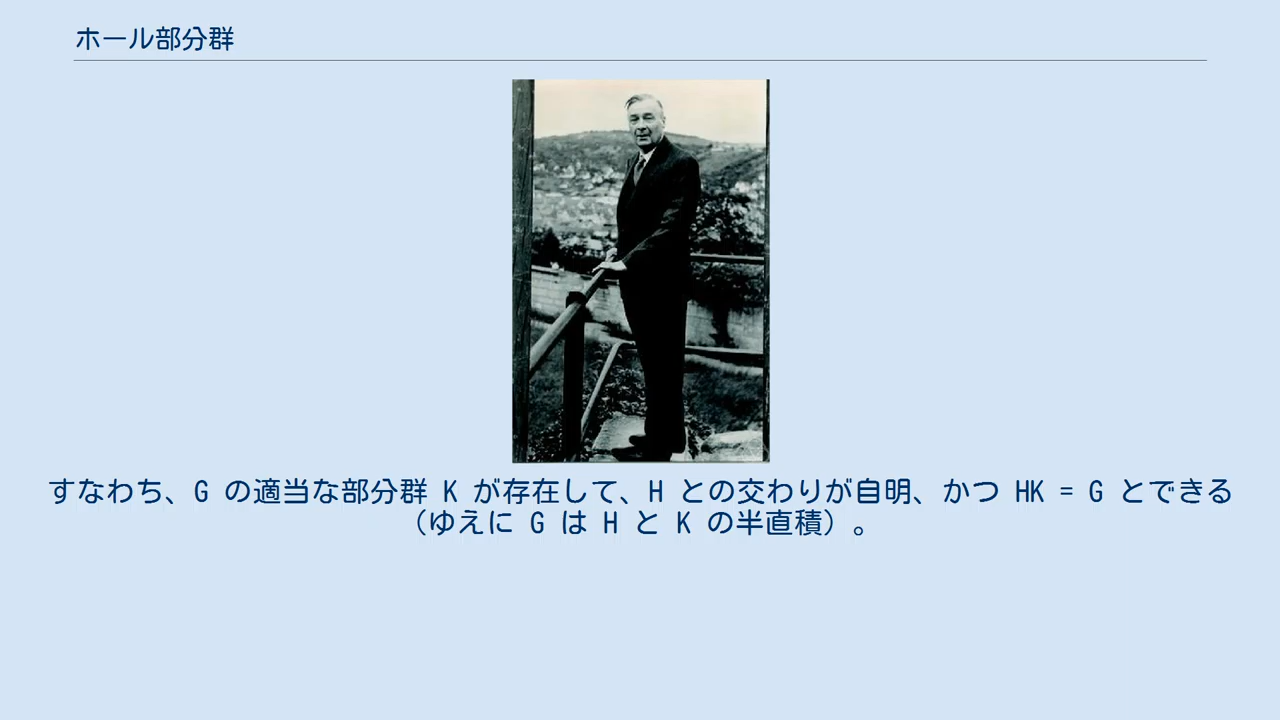 ホール部分群
すなわち、G の適当な部分群 K が存在して、H との交わりが自明、かつ HK = G とできる
（ゆえに G は H と K の半直積）。